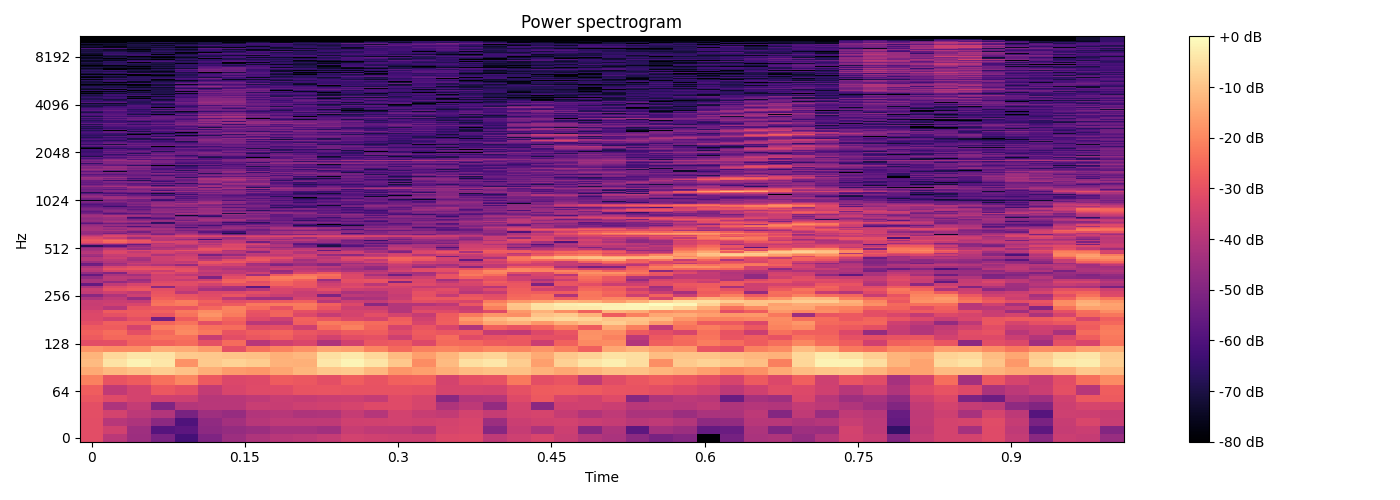 Power spectrogram
Hz
8192
4096
2048
1024
512
256
128
64
0
0 0.15 0.3 0.45 0.6 0.75 0.9
Time
+0 dB
-10 dB
-20 dB
-30 dB
-40 dB
-50 dB
-60 dB
-70 dB
-80 dB